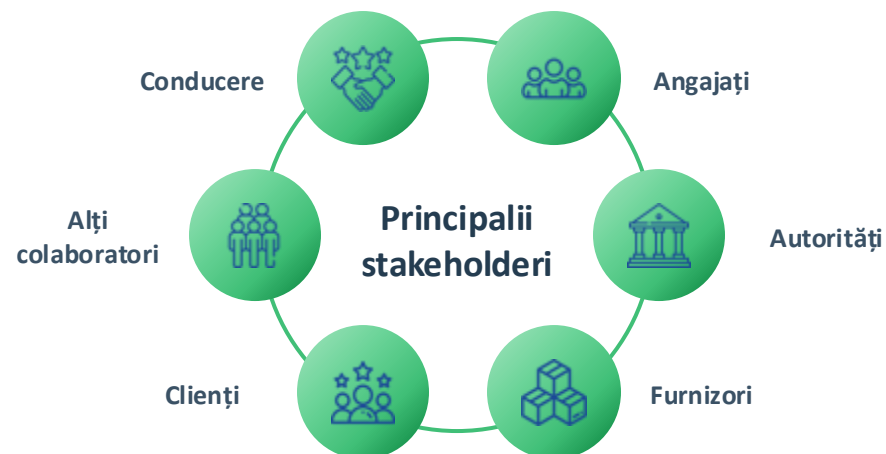 Conducere
Angajați
Alți
colaboratori
Principalii
stakeholderi
Autorități
Clienți
Furnizori